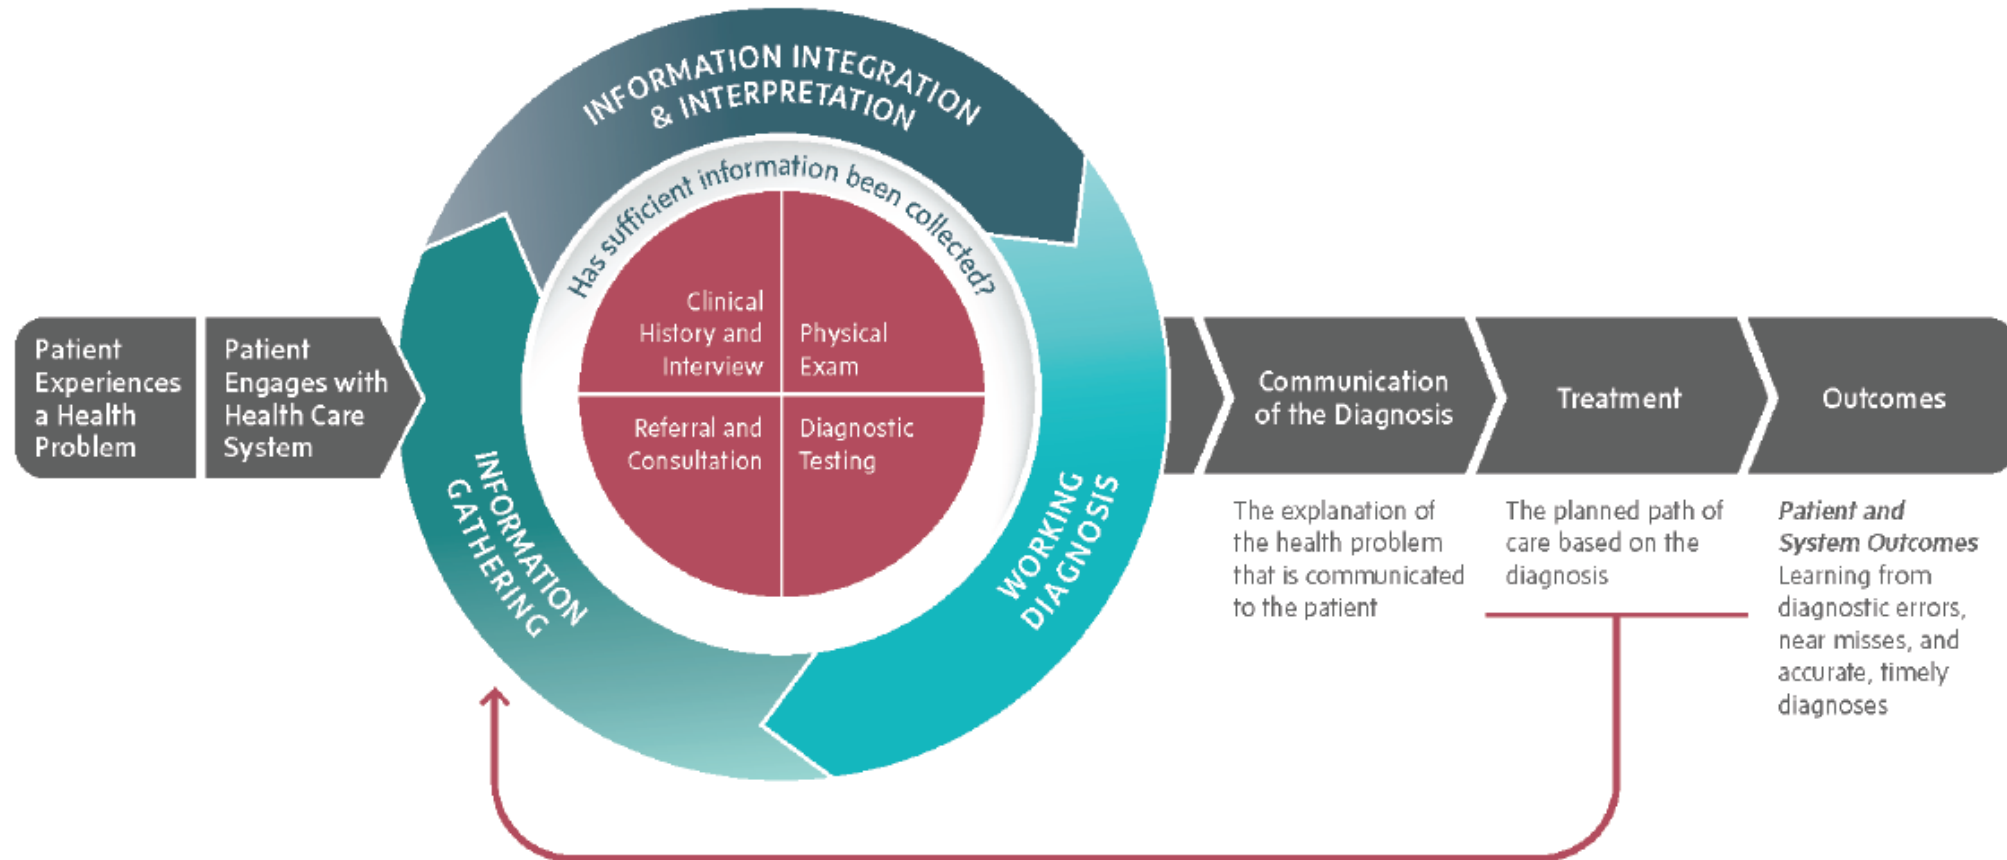 Patient
Experiences
a Health
Problem
Patient
Engages with
Health Care
System
INFORMATION INTEGRATION
& INTERPRETATION
Has sufficient information been collected?
Clinical
History and
Interview
Physical
Exam
Referral and
Consultation
Diagnostic
Testing
INFORMATION
GATHERING
WORKING
DIAGNOSIS
Communication
of the Diagnosis
The explanation of
the health problem
that is communicated
to the patient
Treatment
The planned path of
care based on the
diagnosis
Outcomes
Patient and
System Outcomes
Learning from
diagnostic errors,
near misses, and
accurate, timely
diagnoses